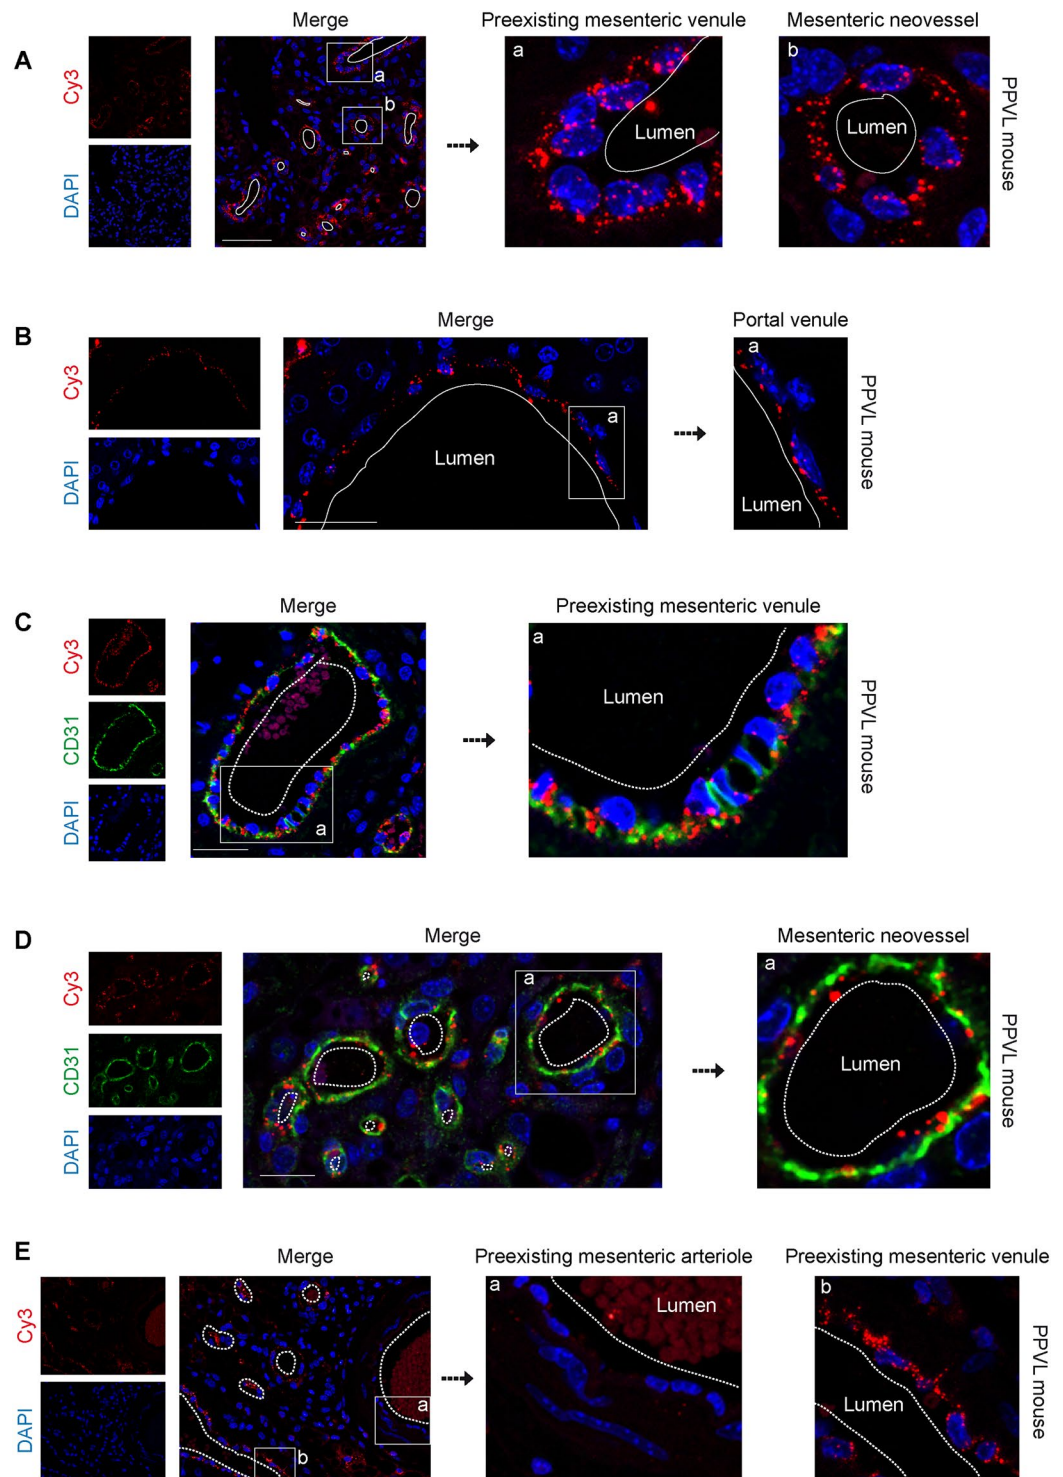 A
Cy3
DAPI
Merge
a
b
Preexisting mesenteric venule
a
Lumen
Mesenteric neovessel
b
Lumen
PPVL mouse
B
Cy3
DAPI
Merge
Lumen
a
Portal venule
a
Lumen
PPVL mouse
C
Cy3
CD31
DAPI
Merge
a
Preexisting mesenteric venule
a
Lumen
PPVL mouse
D
Cy3
CD31
DAPI
Merge
a
Mesenteric neovessel
a
Lumen
PPVL mouse
E
Cy3
DAPI
Merge
a
b
Preexisting mesenteric arteriole
a
Lumen
Preexisting mesenteric venule
b
Lumen
PPVL mouse